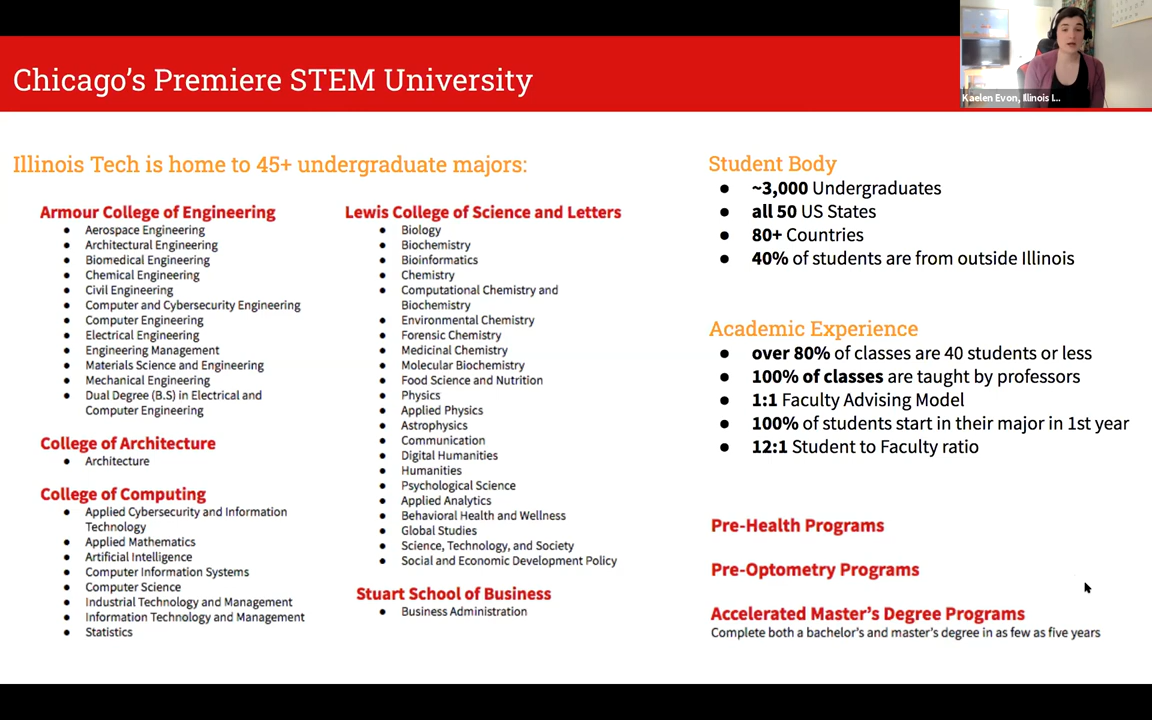 Chicago’s Premiere STEM University
Kaelen Evon, Illinois I...
Illinois Tech is home to 45+ undergraduate majors:
Armour College of Engineering
Aerospace Engineering
Architectural Engineering
Biomedical Engineering
Chemical Engineering
Civil Engineering
Computer and Cybersecurity Engineering
Computer Engineering
Electrical Engineering
Engineering Management
Materials Science and Engineering
Mechanical Engineering
Dual Degree (B.S) in Electrical and
Computer Engineering
College of Architecture
Architecture
College of Computing
Applied Cybersecurity and Information
Technology
Applied Mathematics
Artificial Intelligence
Computer Information Systems
Computer Science
Industrial Technology and Management
Information Technology and Management
Statistics
Lewis College of Science and Letters
Biology
Biochemistry
Bioinformatics
Chemistry
Computational Chemistry and
Biochemistry
Environmental Chemistry
Forensic Chemistry
Medicinal Chemistry
Molecular Biochemistry
Food Science and Nutrition
Physics
Applied Physics
Astrophysics
Communication
Digital Humanities
Humanities
Psychological Science
Applied Analytics
Behavioral Health and Wellness
Global Studies
Science, Technology, and Society
Social and Economic Development Policy
Stuart School of Business
Business Administration
Student Body
~3,000 Undergraduates
all 50 US States
80+ Countries
40% of students are from outside Illinois
Academic Experience
over 80% of classes are 40 students or less
100% of classes are taught by professors
1:1 Faculty Advising Model
100% of students start in their major in 1st year
12:1 Student to Faculty ratio
Pre-Health Programs
Pre-Optometry Programs
Accelerated Master’s Degree Programs
Complete both a bachelor’s and master’s degree in as few as five years